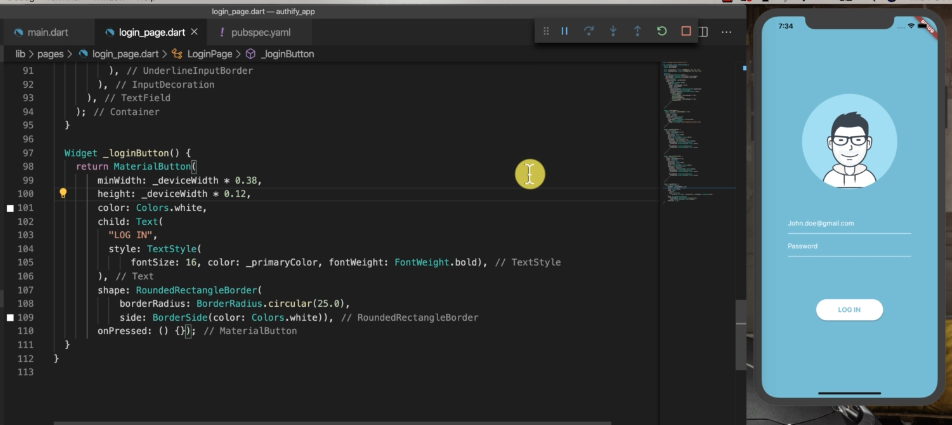 login_page.dart — authify_app
main.dart
login_page.dart ×
! pubspec.yaml
lib > pages > login_page.dart > LoginPage > _loginButton
91 ), // UnderlineInputBorder
92 ), // InputDecoration
93 ), // TextField
94 ); // Container
95 }
96
97 Widget _loginButton() {
98 return MaterialButton(
99 minWidth: _deviceWidth * 0.38,
100 height: _deviceWidth * 0.12,
101 color: Colors.white,
102 child: Text(
103 "LOG IN",
104 style: TextStyle(
105 fontSize: 16, color: _primaryColor, fontWeight: FontWeight.bold), // TextStyle
106 ), // Text
107 shape: RoundedRectangleBorder(
108 borderRadius: BorderRadius.circular(25.0),
109 side: BorderSide(color: Colors.white)), // RoundedRectangleBorder
110 onPressed: () {}); // MaterialButton
111 }
112 }
113
7:34
John.doe@gmail.com
Password
LOG IN